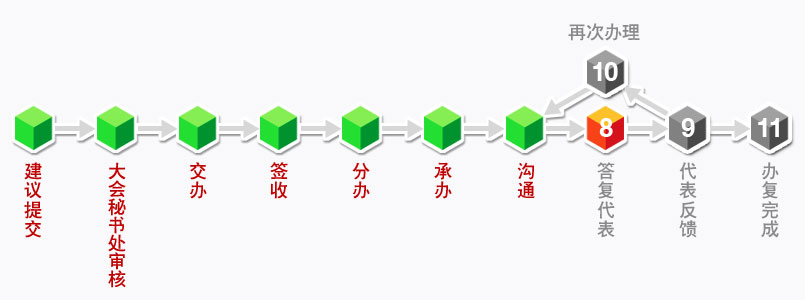 再次办理
10
8
9
11
建议提交
大会秘书处审核
交办
签收
分办
承办
沟通
答复代表
代表反馈
办复完成